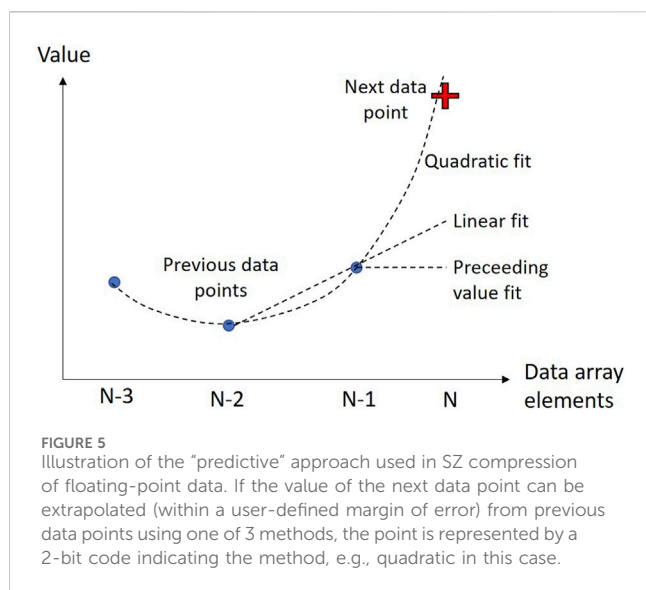 Value
Next data
point
Quadratic fit
Linear fit
Previous data
points
Preceeding
value fit
N-3
N-2
N-1
N
Data array
elements
FIGURE 5
Illustration of the “predictive” approach used in SZ compression
of floating-point data. If the value of the next data point can be
extrapolated (within a user-defined margin of error) from previous
data points using one of 3 methods, the point is represented by a
2-bit code indicating the method, e.g., quadratic in this case.